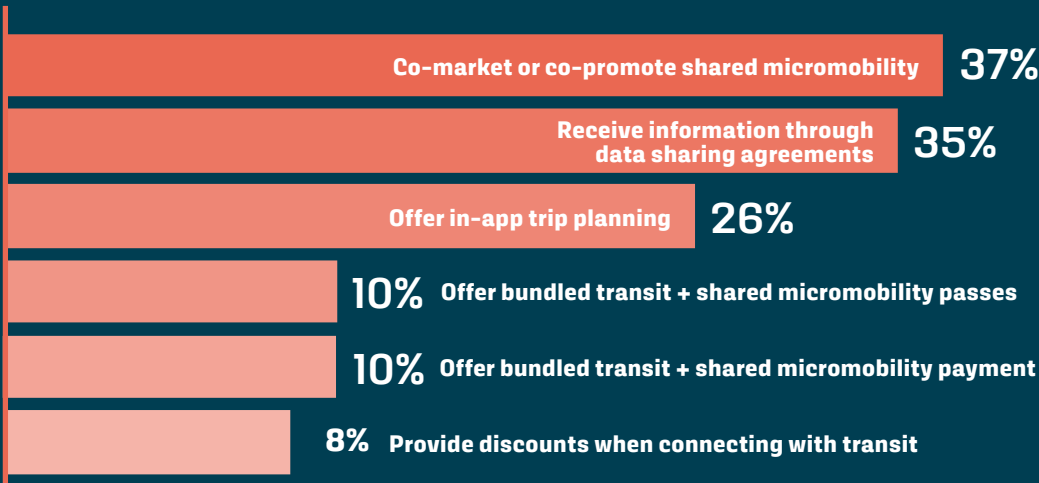 Co-market or co-promote shared micromobility 37%
Receive information through
data sharing agreements 35%
Offer in-app trip planning 26%
10% Offer bundled transit + shared micromobility passes
10% Offer bundled transit + shared micromobility payment
8% Provide discounts when connecting with transit